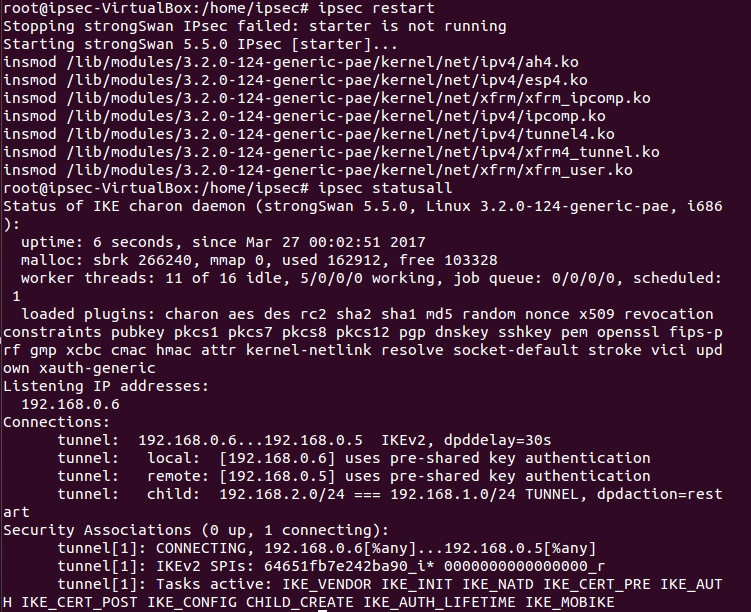 root@ipsec-VirtualBox:/home/ipsec# ipsec restart
Stopping strongSwan IPsec failed: starter is not running
Starting strongSwan 5.5.0 IPsec [starter]...
insmod /lib/modules/3.2.0-124-generic-pae/kernel/net/ipv4/ah4.ko
insmod /lib/modules/3.2.0-124-generic-pae/kernel/net/ipv4/esp4.ko
insmod /lib/modules/3.2.0-124-generic-pae/kernel/net/xfrm/xfrm_ipcomp.ko
insmod /lib/modules/3.2.0-124-generic-pae/kernel/net/ipv4/ipcomp.ko
insmod /lib/modules/3.2.0-124-generic-pae/kernel/net/ipv4/tunnel4.ko
insmod /lib/modules/3.2.0-124-generic-pae/kernel/net/ipv4/xfrm4_tunnel.ko
insmod /lib/modules/3.2.0-124-generic-pae/kernel/net/xfrm/xfrm_user.ko
root@ipsec-VirtualBox:/home/ipsec# ipsec statusall
Status of IKE charon daemon (strongSwan 5.5.0, Linux 3.2.0-124-generic-pae, i686
):
  uptime: 6 seconds, since Mar 27 00:02:51 2017
  malloc: sbrk 266240, mmap 0, used 162912, free 103328
  worker threads: 11 of 16 idle, 5/0/0/0 working, job queue: 0/0/0/0, scheduled:
 1
  loaded plugins: charon aes des rc2 sha2 sha1 md5 random nonce x509 revocation
constraints pubkey pkcs1 pkcs7 pkcs8 pkcs12 pgp dnskey sshkey pem openssl fips-p
rf gmp xcbc cmac hmac attr kernel-netlink resolve socket-default stroke vici upd
own xauth-generic
Listening IP addresses:
  192.168.0.6
Connections:
      tunnel:  192.168.0.6...192.168.0.5  IKEv2, dpddelay=30s
      tunnel:   local:  [192.168.0.6] uses pre-shared key authentication
      tunnel:   remote: [192.168.0.5] uses pre-shared key authentication
      tunnel:   child:  192.168.2.0/24 === 192.168.1.0/24 TUNNEL, dpdaction=rest
art
Security Associations (0 up, 1 connecting):
      tunnel[1]: CONNECTING, 192.168.0.6[%any]...192.168.0.5[%any]
      tunnel[1]: IKEv2 SPIs: 64651fb7e242ba90_i* 0000000000000000_r
      tunnel[1]: Tasks active: IKE_VENDOR IKE_INIT IKE_NATD IKE_CERT_PRE IKE_AUT
H IKE_CERT_POST IKE_CONFIG CHILD_CREATE IKE_AUTH_LIFETIME IKE_MOBIKE